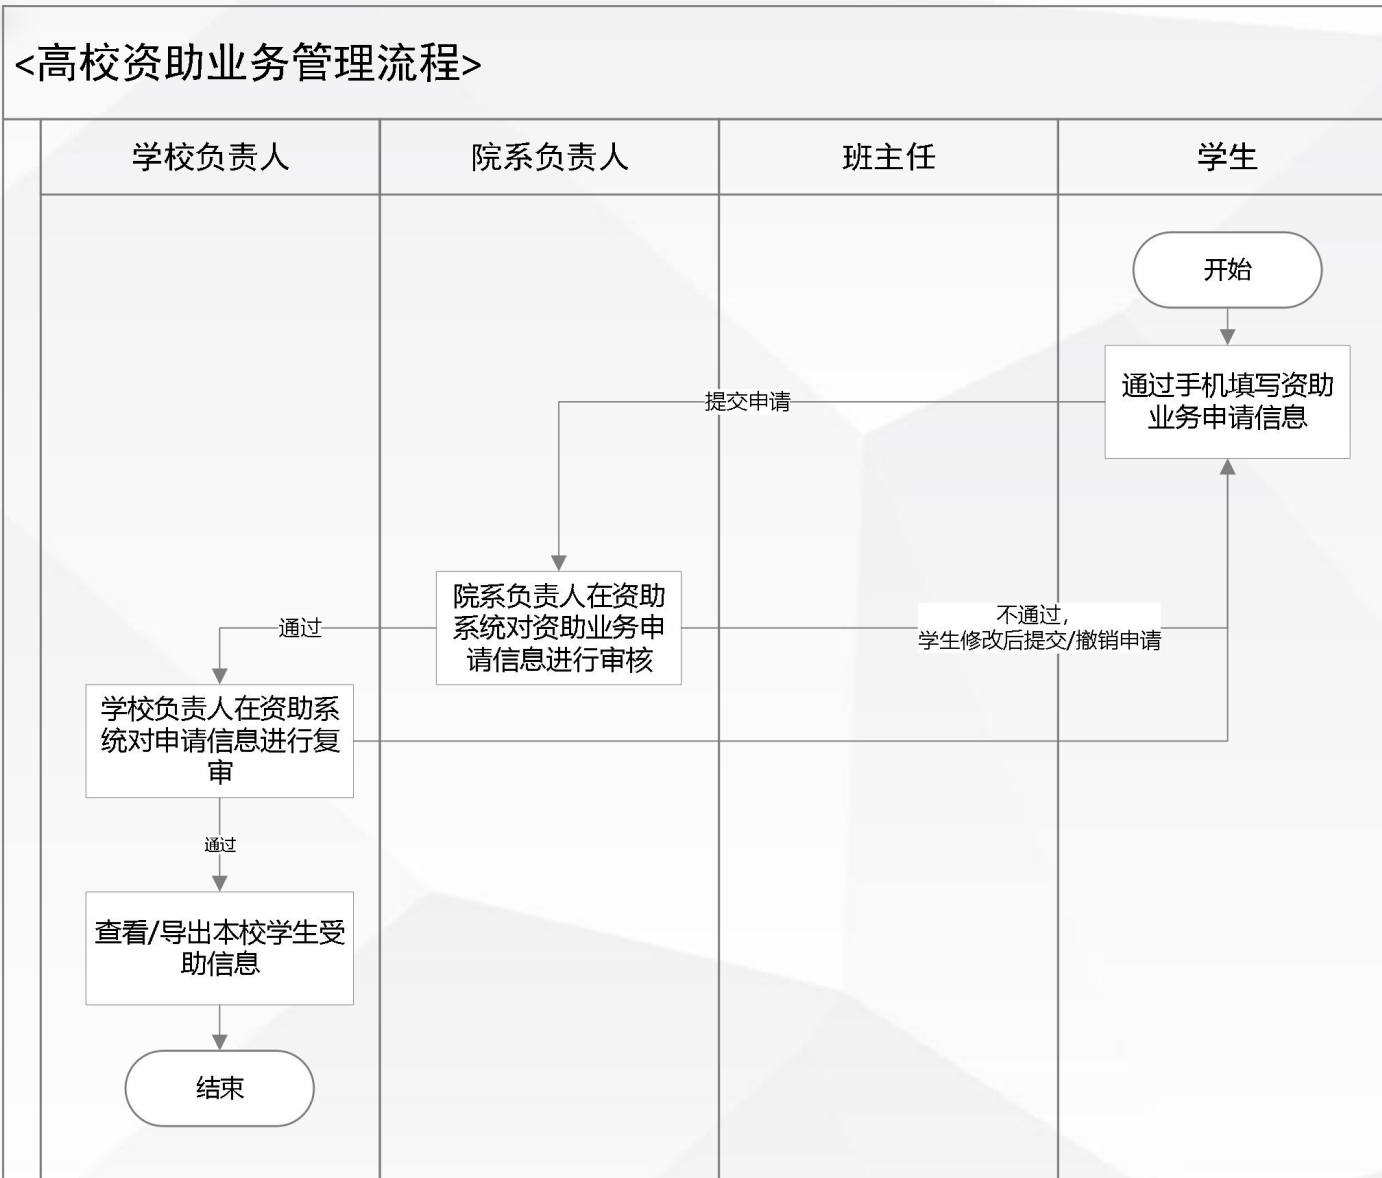 <高校资助业务管理流程>
学校负责人
院系负责人
班主任
学生
开始
通过手机填写资助
业务申请信息
提交申请
院系负责人在资助
系统对资助业务申
请信息进行审核
通过
不通过，
学生修改后提交/撤销申请
学校负责人在资助系
统对申请信息进行复
审
通过
查看/导出本校学生受
助信息
结束